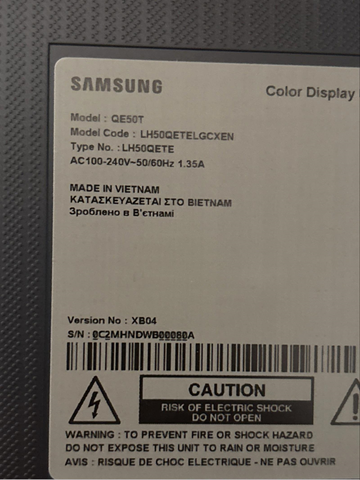 SAMSUNG
Color Display
Model : QE50T
Model Code : LH50QETELGCXEN
Type No. : LH50QETE
AC100-240V~50/60Hz 1.35A
MADE IN VIETNAM
ΚΑΤΑΣΚΕΥΑΖΕΤΑΙ ΣΤΟ ΒΙΕΤΝΑΜ
Зроблено в В'єтнамі
Version No : XB04
S/N : 0C2MHNDWB00080A
CAUTION
RISK OF ELECTRIC SHOCK
DO NOT OPEN
WARNING : TO PREVENT FIRE OR SHOCK HAZARD
DO NOT EXPOSE THIS UNIT TO RAIN OR MOISTURE
AVIS : RISQUE DE CHOC ELECTRIQUE - NE PAS OUVRIR